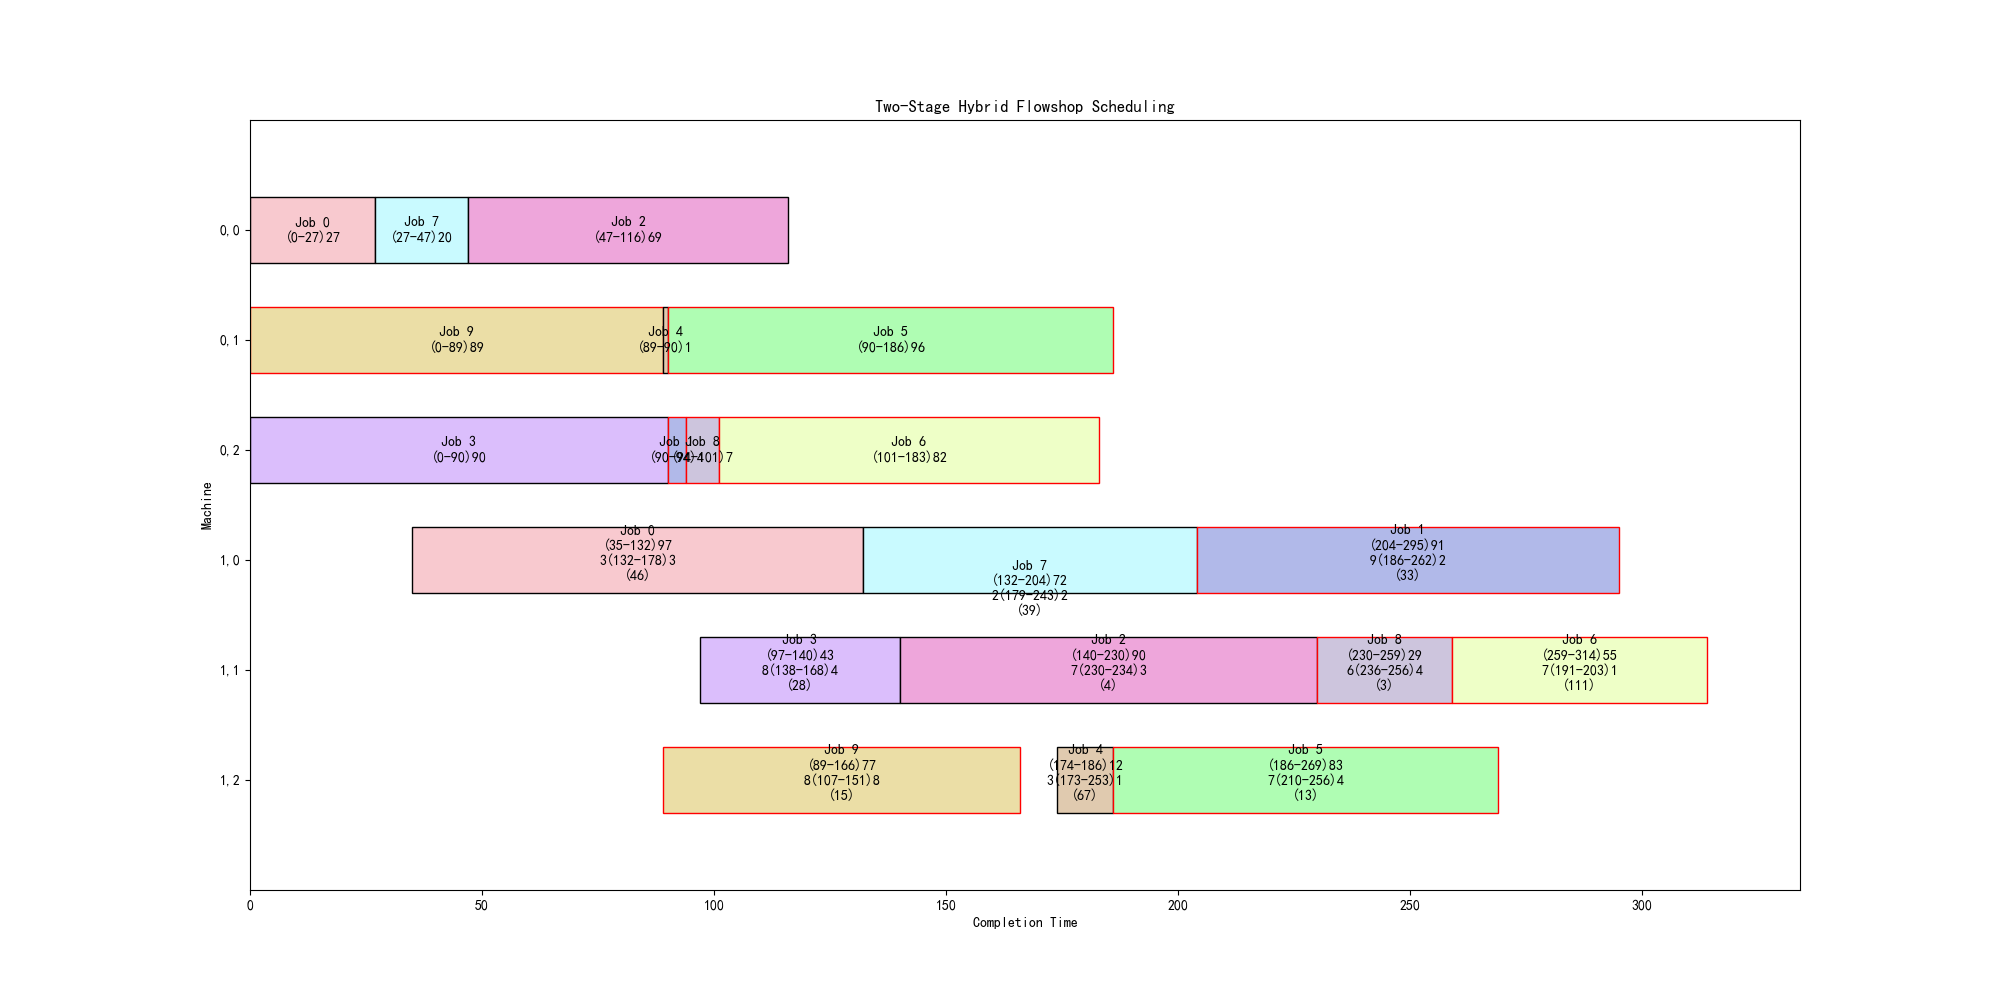 Two-Stage Hybrid Flowshop Scheduling
0,0
Job 0
(0-27)27
Job 7
(27-47)20
Job 2
(47-116)69
0,1
Job 9
(0-89)89
Job 4
(89-90)1
Job 5
(90-186)96
0,2
Job 3
(0-90)90
Job 1
(90-94)4
Job 8
(94-101)7
Job 6
(101-183)82
Machine
1,0
Job 0
(35-132)97
3(132-178)3
(46)
Job 7
(132-204)72
2(179-243)2
(39)
Job 1
(204-295)91
9(186-262)2
(33)
1,1
Job 3
(97-140)43
8(138-168)4
(28)
Job 2
(140-230)90
7(230-234)3
(4)
Job 8
(230-259)29
6(236-256)4
(3)
Job 6
(259-314)55
7(191-203)1
(111)
1,2
Job 9
(89-166)77
8(107-151)8
(15)
Job 4
(174-186)12
3(173-253)1
(67)
Job 5
(186-269)83
7(210-256)4
(13)
0
50
100
150
200
250
300
Completion Time